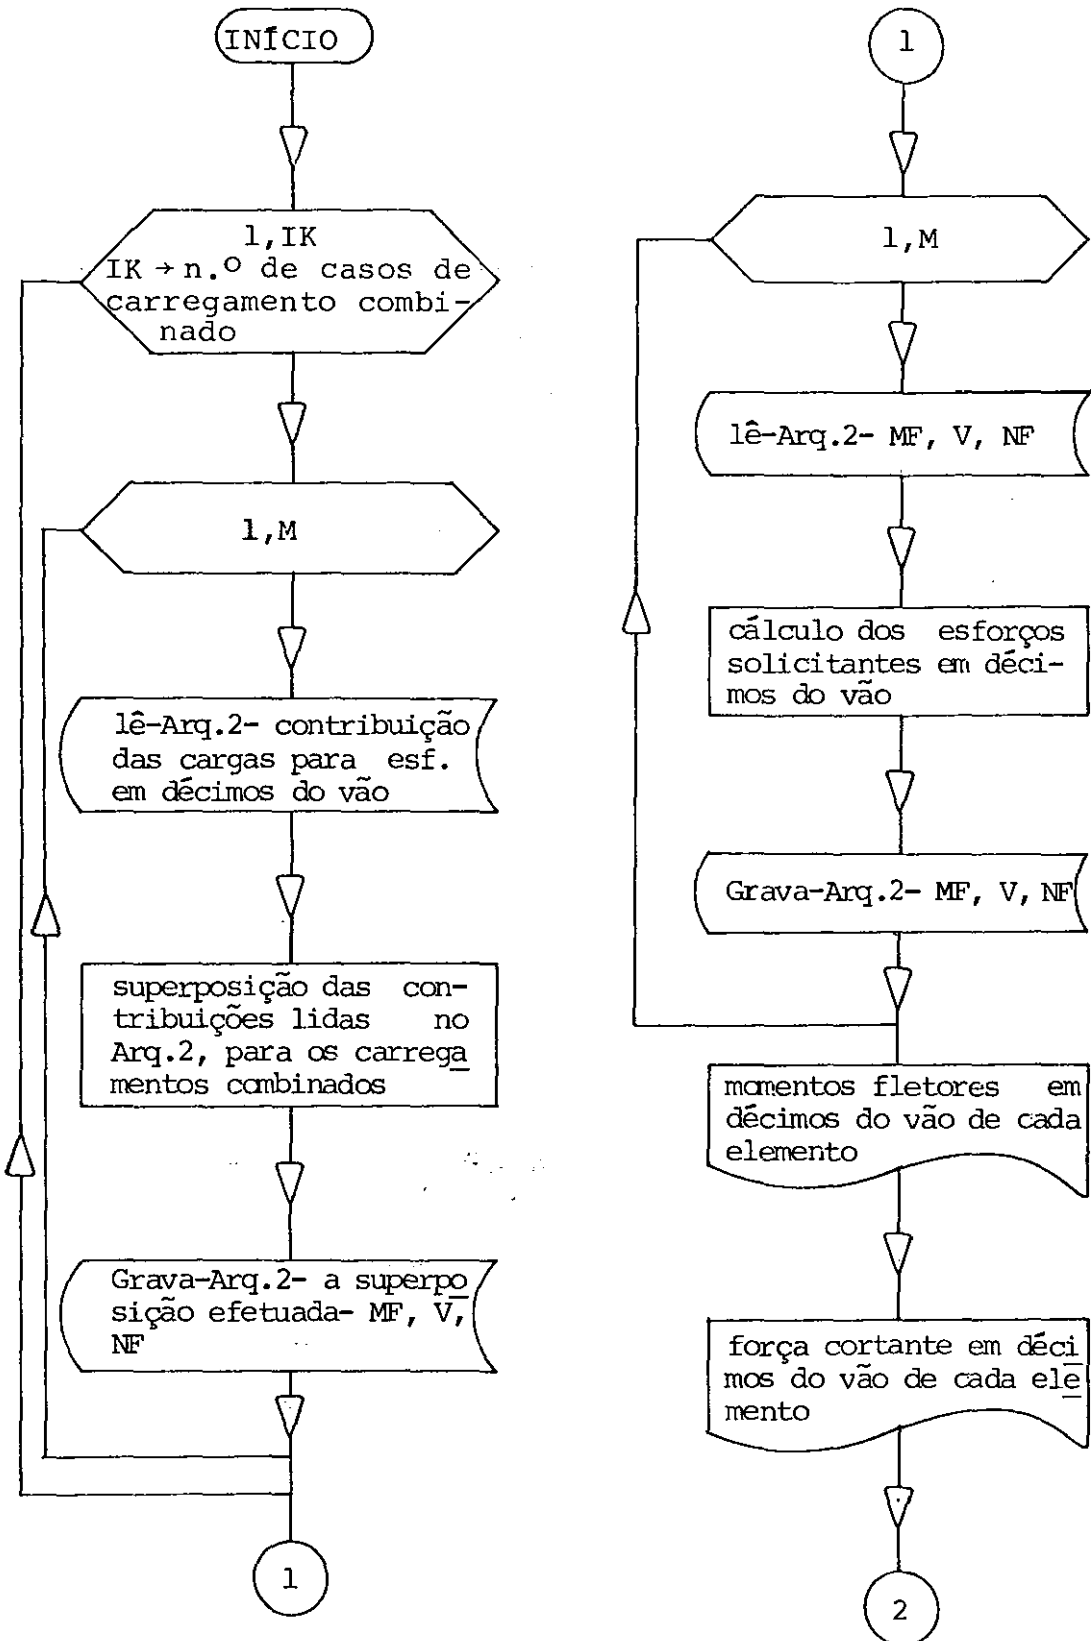 INÍCIO
1,IK
IK → n.º de casos de
carregamento combi-
nado
1,M
lê-Arq.2- contribuição
das cargas para esf.
em décimos do vão
superposição das con-
tribuições lidas no
Arq.2, para os carrega
mentos combinados
Grava-Arq.2- a superpo
sição efetuada- MF, V,
NF
1
1
1,M
lê-Arq.2- MF, V, NF
cálculo dos esforços
solicitantes em déci-
mos do vão
Grava-Arq.2- MF, V, NF
momentos fletores em
décimos do vão de cada
elemento
força cortante em déci
mos do vão de cada ele
mento
2